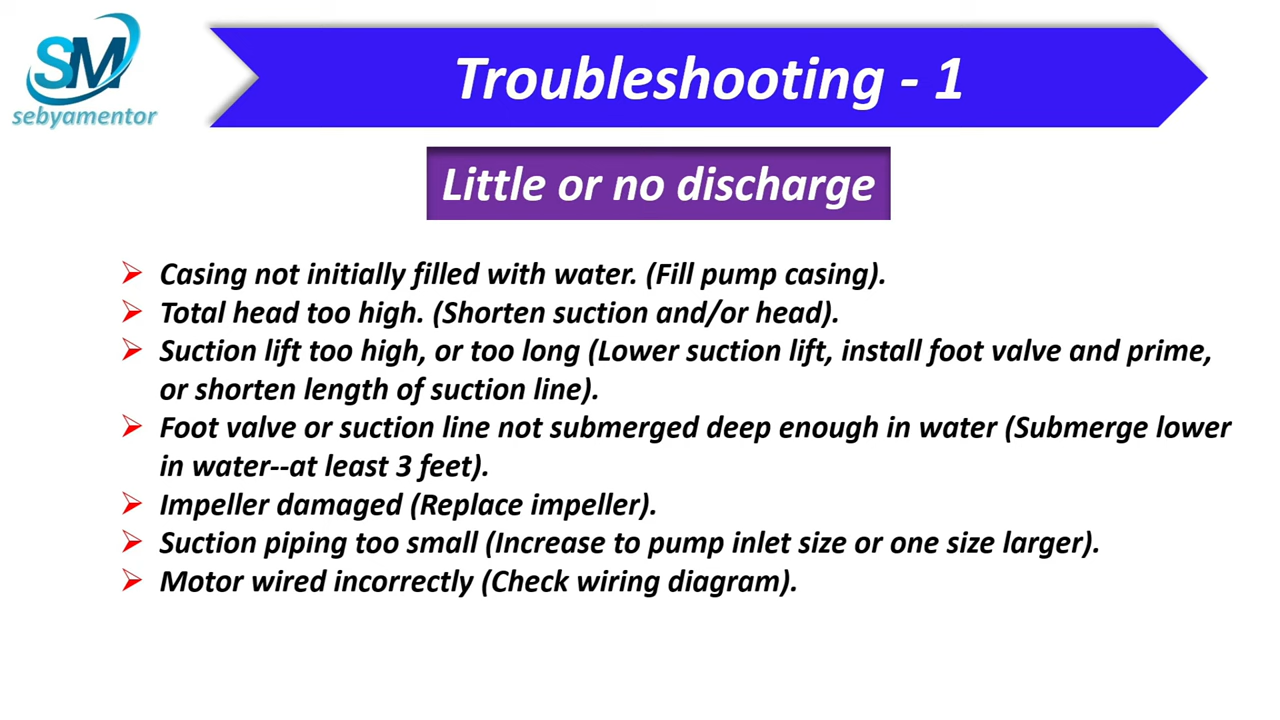 SM
sebyamentor
Troubleshooting - 1
Little or no discharge
Casing not initially filled with water. (Fill pump casing).
Total head too high. (Shorten suction and/or head).
Suction lift too high, or too long (Lower suction lift, install foot valve and prime,
or shorten length of suction line).
Foot valve or suction line not submerged deep enough in water (Submerge lower
in water--at least 3 feet).
Impeller damaged (Replace impeller).
Suction piping too small (Increase to pump inlet size or one size larger).
Motor wired incorrectly (Check wiring diagram).